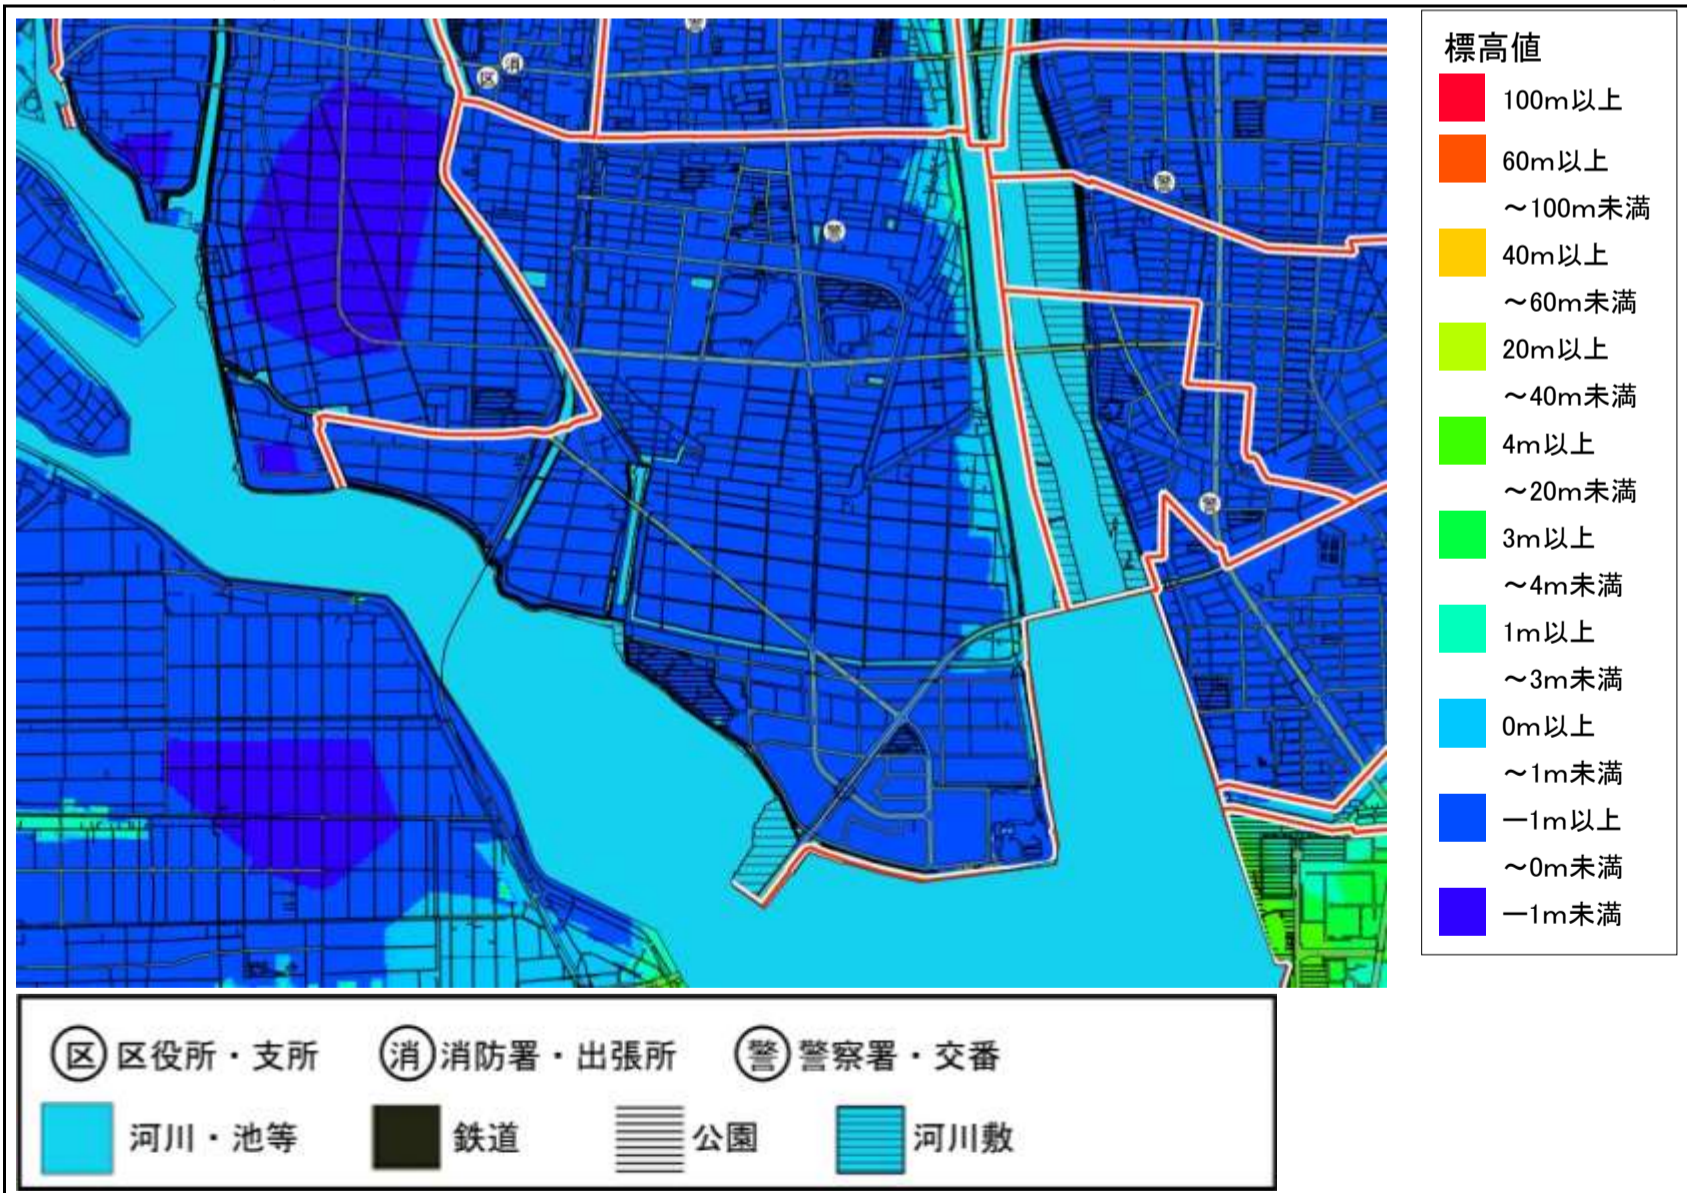 消
区
警
警
警
警
標高値
100m以上
60m以上
～100m未満
40m以上
～60m未満
20m以上
～40m未満
4m以上
～20m未満
3m以上
～4m未満
1m以上
～3m未満
0m以上
～1m未満
－1m以上
～0m未満
－1m未満
区 区役所・支所 消 消防署・出張所 警 警察署・交番
河川・池等 鉄道 公園 河川敷